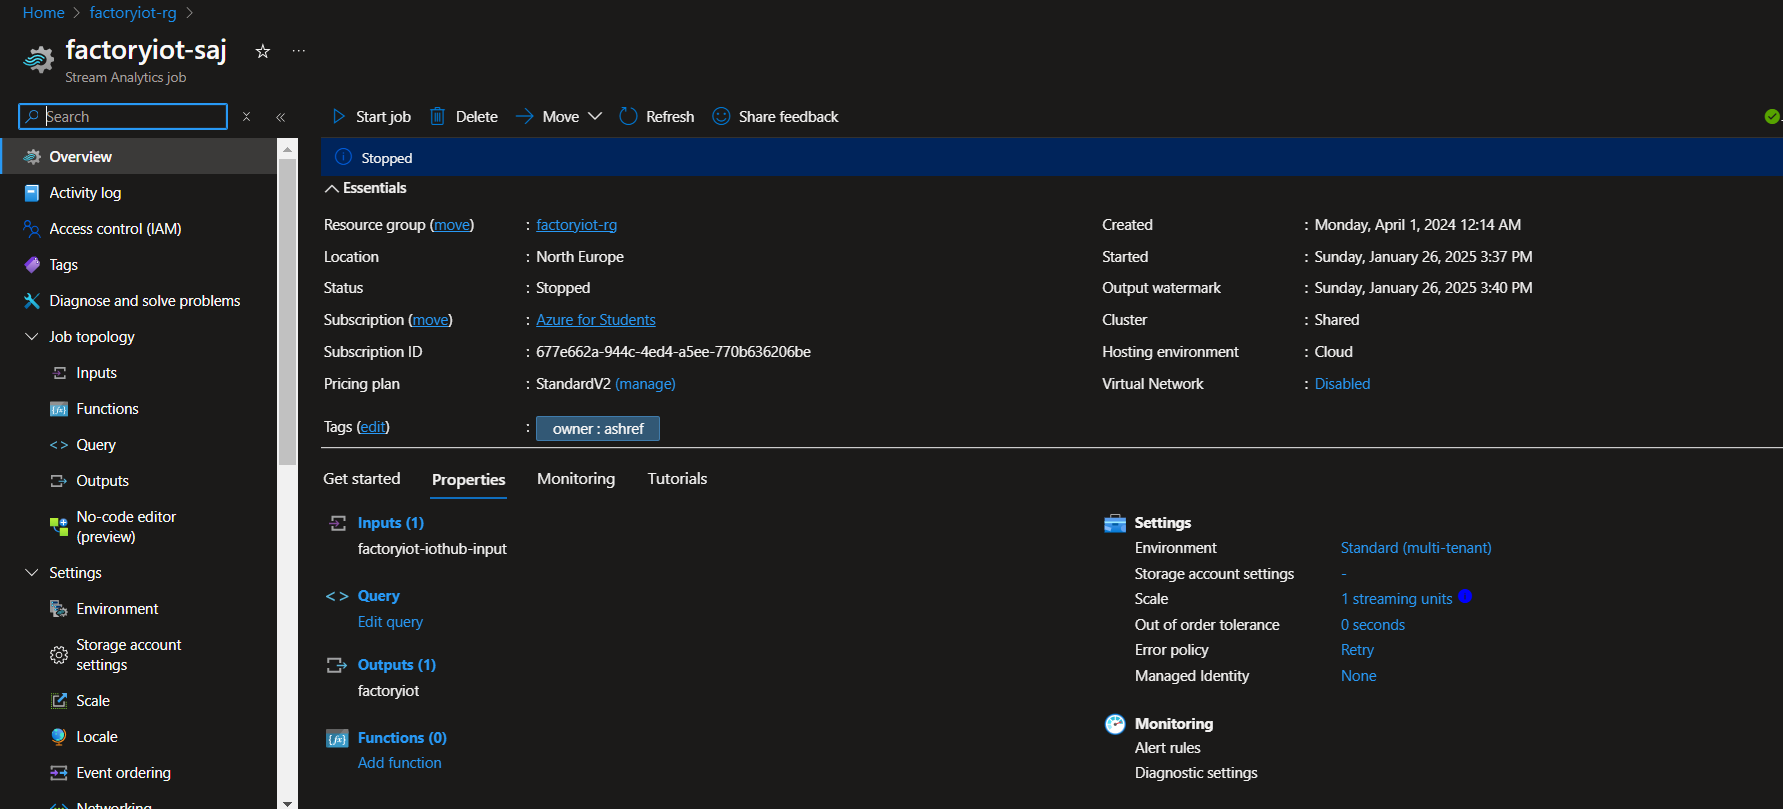 Home > factoryiot-rg >
factoryiot-saj
Stream Analytics job
Search
Start job Delete Move Refresh Share feedback
Stopped
Overview
Activity log
Access control (IAM)
Tags
Diagnose and solve problems
Job topology
Inputs
Functions
Query
Outputs
No-code editor
(preview)
Settings
Environment
Storage account
settings
Scale
Locale
Event ordering
Networking
Essentials
Resource group (move) : factoryiot-rg
Location : North Europe
Status : Stopped
Subscription (move) : Azure for Students
Subscription ID : 677e662a-944c-4ed4-a5ee-770b636206be
Pricing plan : StandardV2 (manage)
Tags (edit) : owner : ashref
Created : Monday, April 1, 2024 12:14 AM
Started : Sunday, January 26, 2025 3:37 PM
Output watermark : Sunday, January 26, 2025 3:40 PM
Cluster : Shared
Hosting environment : Cloud
Virtual Network : Disabled
Get started Properties Monitoring Tutorials
Inputs (1)
factoryiot-iothub-input
Query
Edit query
Outputs (1)
factoryiot
Functions (0)
Add function
Settings
Environment Standard (multi-tenant)
Storage account settings -
Scale 1 streaming units
Out of order tolerance 0 seconds
Error policy Retry
Managed Identity None
Monitoring
Alert rules
Diagnostic settings